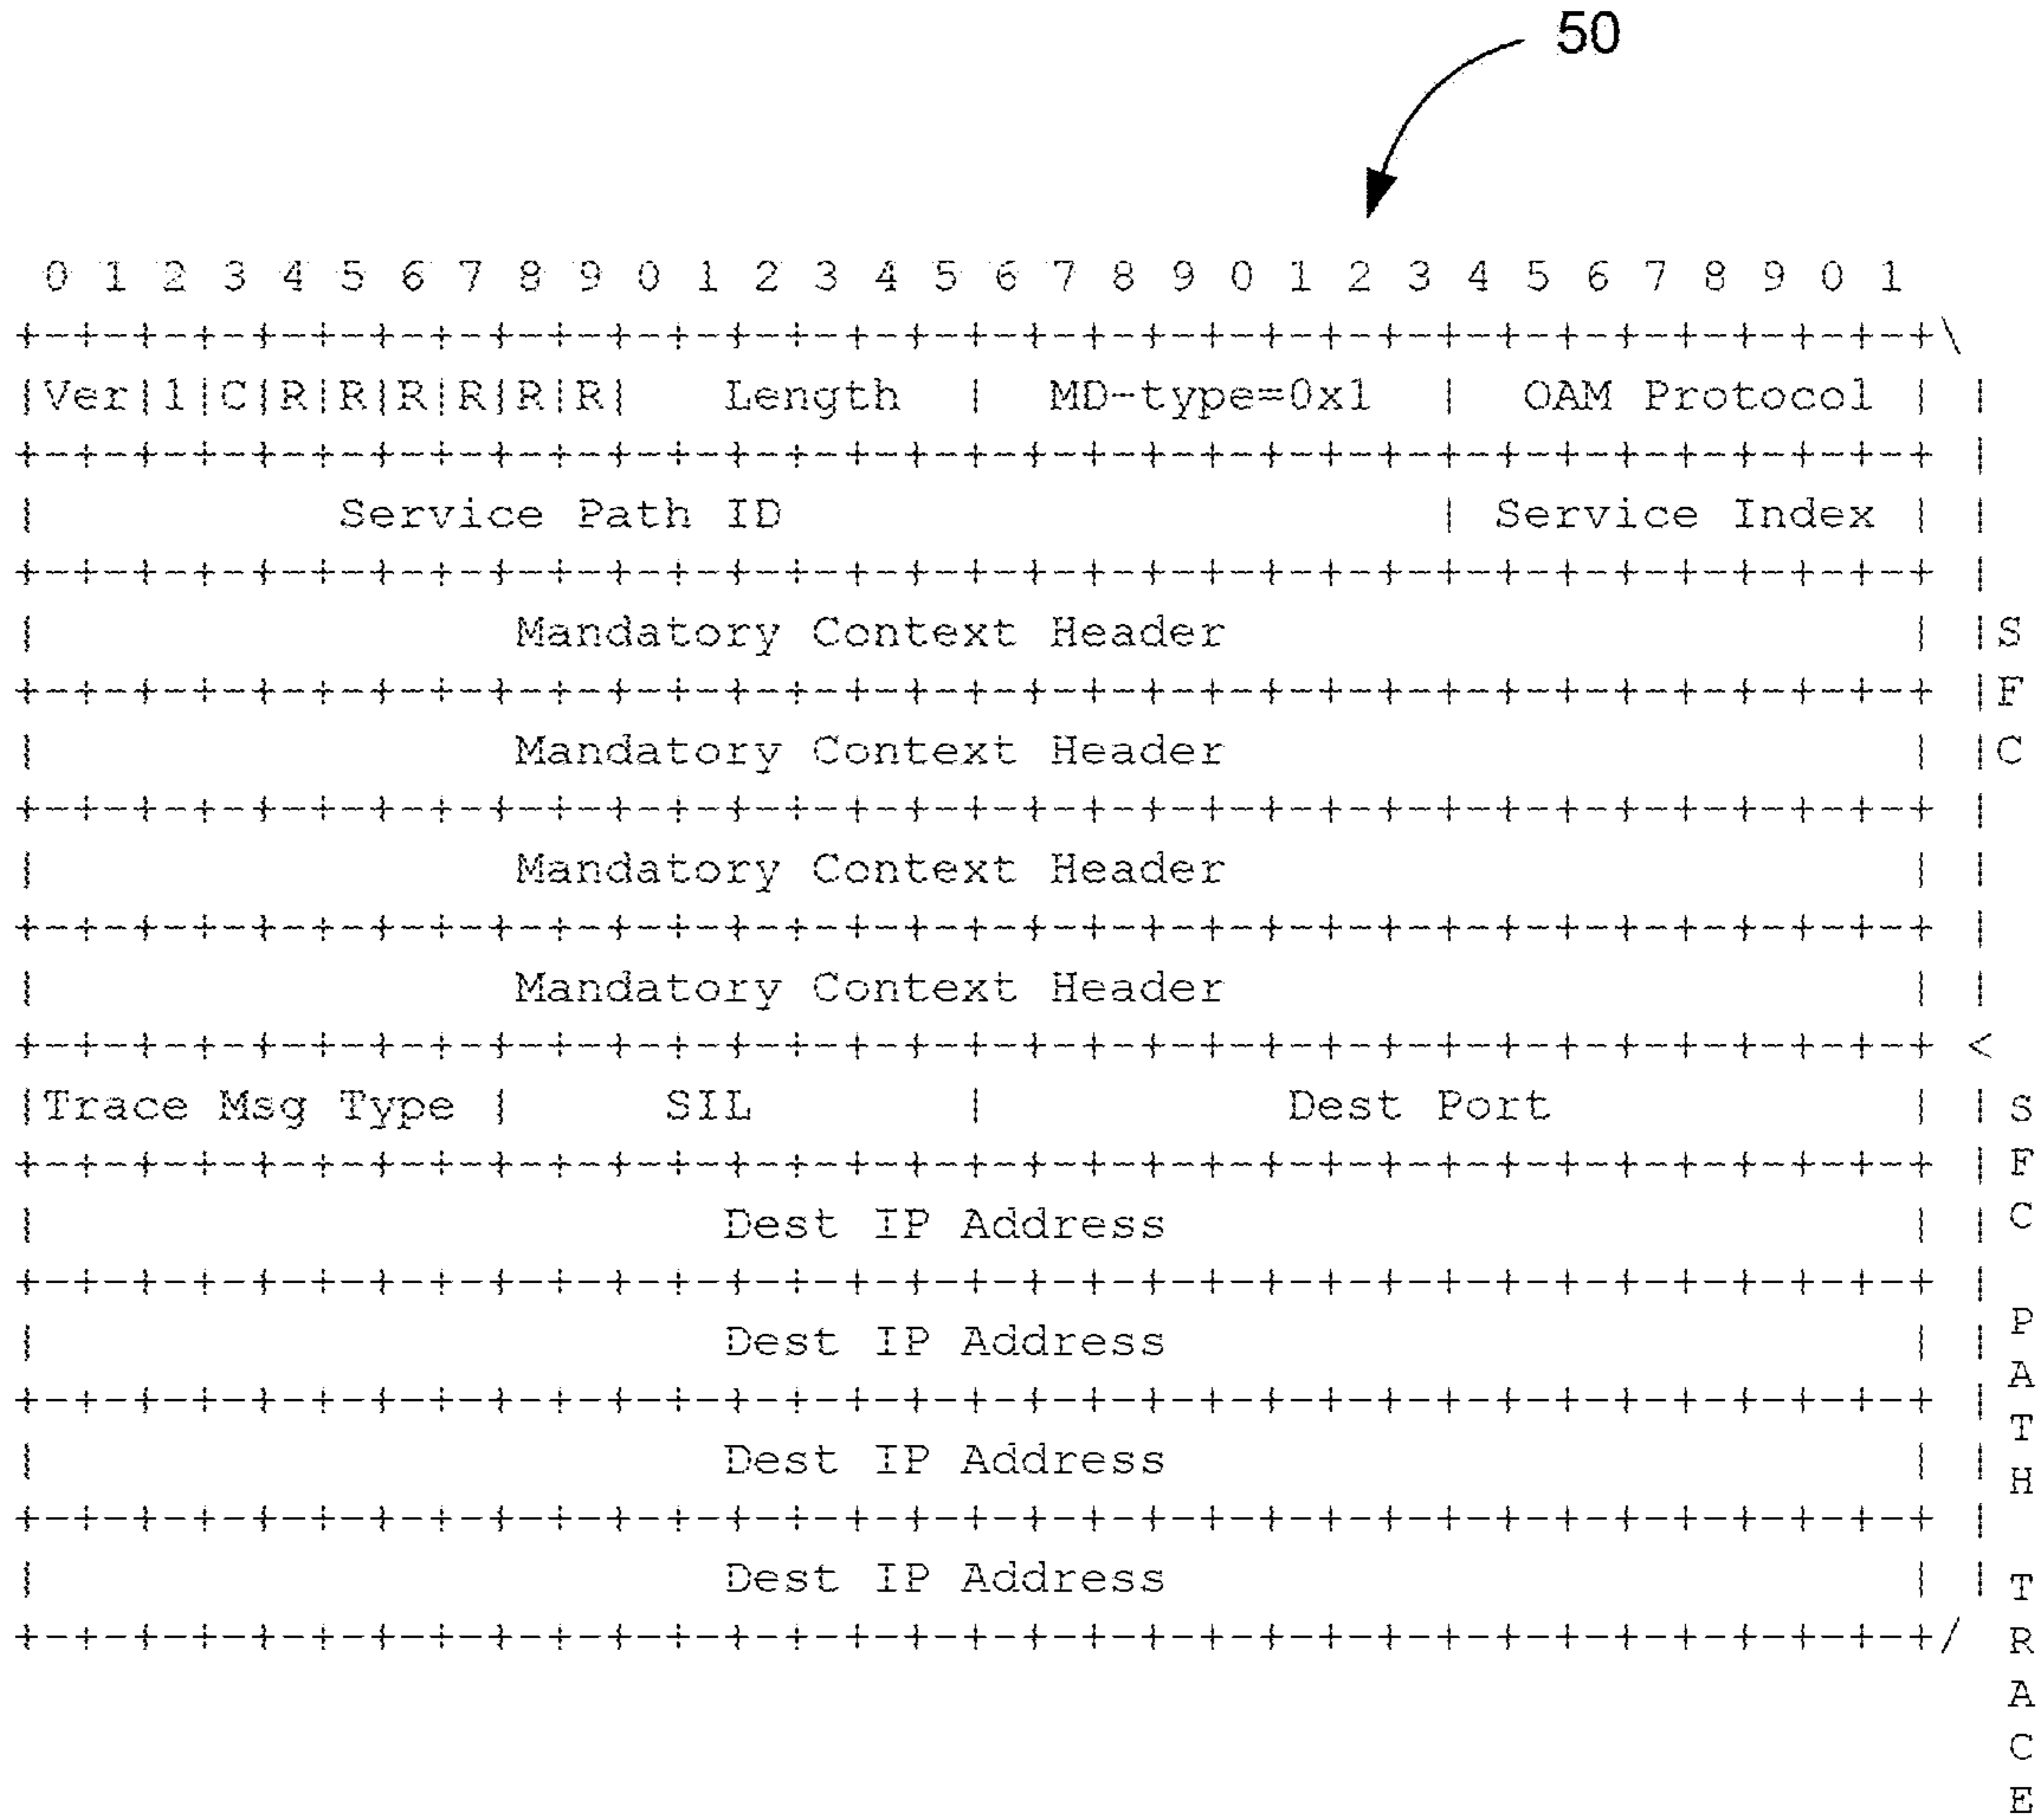 50
 0 1 2 3 4 5 6 7 8 9 0 1 2 3 4 5 6 7 8 9 0 1 2 3 4 5 6 7 8 9 0 1
+-+-+-+-+-+-+-+-+-+-+-+-+-+-+-+-+-+-+-+-+-+-+-+-+-+-+-+-+-+-+-+-+\
|Ver|1|C|R|R|R|R|R|R|   Length  |  MD-type=0x1  |  OAM Protocol | |
+-+-+-+-+-+-+-+-+-+-+-+-+-+-+-+-+-+-+-+-+-+-+-+-+-+-+-+-+-+-+-+-+ |
|          Service Path ID                      | Service Index | |
+-+-+-+-+-+-+-+-+-+-+-+-+-+-+-+-+-+-+-+-+-+-+-+-+-+-+-+-+-+-+-+-+ |
|                Mandatory Context Header                       | |S
+-+-+-+-+-+-+-+-+-+-+-+-+-+-+-+-+-+-+-+-+-+-+-+-+-+-+-+-+-+-+-+-+ |F
|                Mandatory Context Header                       | |C
+-+-+-+-+-+-+-+-+-+-+-+-+-+-+-+-+-+-+-+-+-+-+-+-+-+-+-+-+-+-+-+-+ |
|                Mandatory Context Header                       | |
+-+-+-+-+-+-+-+-+-+-+-+-+-+-+-+-+-+-+-+-+-+-+-+-+-+-+-+-+-+-+-+-+ |
|                Mandatory Context Header                       | |
+-+-+-+-+-+-+-+-+-+-+-+-+-+-+-+-+-+-+-+-+-+-+-+-+-+-+-+-+-+-+-+-+ <
|Trace Msg Type |     SIL       |          Dest Port            | | S
+-+-+-+-+-+-+-+-+-+-+-+-+-+-+-+-+-+-+-+-+-+-+-+-+-+-+-+-+-+-+-+-+ | F
|                       Dest IP Address                         | | C
+-+-+-+-+-+-+-+-+-+-+-+-+-+-+-+-+-+-+-+-+-+-+-+-+-+-+-+-+-+-+-+-+ |
|                       Dest IP Address                         | | P
+-+-+-+-+-+-+-+-+-+-+-+-+-+-+-+-+-+-+-+-+-+-+-+-+-+-+-+-+-+-+-+-+ | A
T
|                       Dest IP Address                         | | H
+-+-+-+-+-+-+-+-+-+-+-+-+-+-+-+-+-+-+-+-+-+-+-+-+-+-+-+-+-+-+-+-+ |
|                       Dest IP Address                         | | T
+-+-+-+-+-+-+-+-+-+-+-+-+-+-+-+-+-+-+-+-+-+-+-+-+-+-+-+-+-+-+-+-+/ R
A
C
E